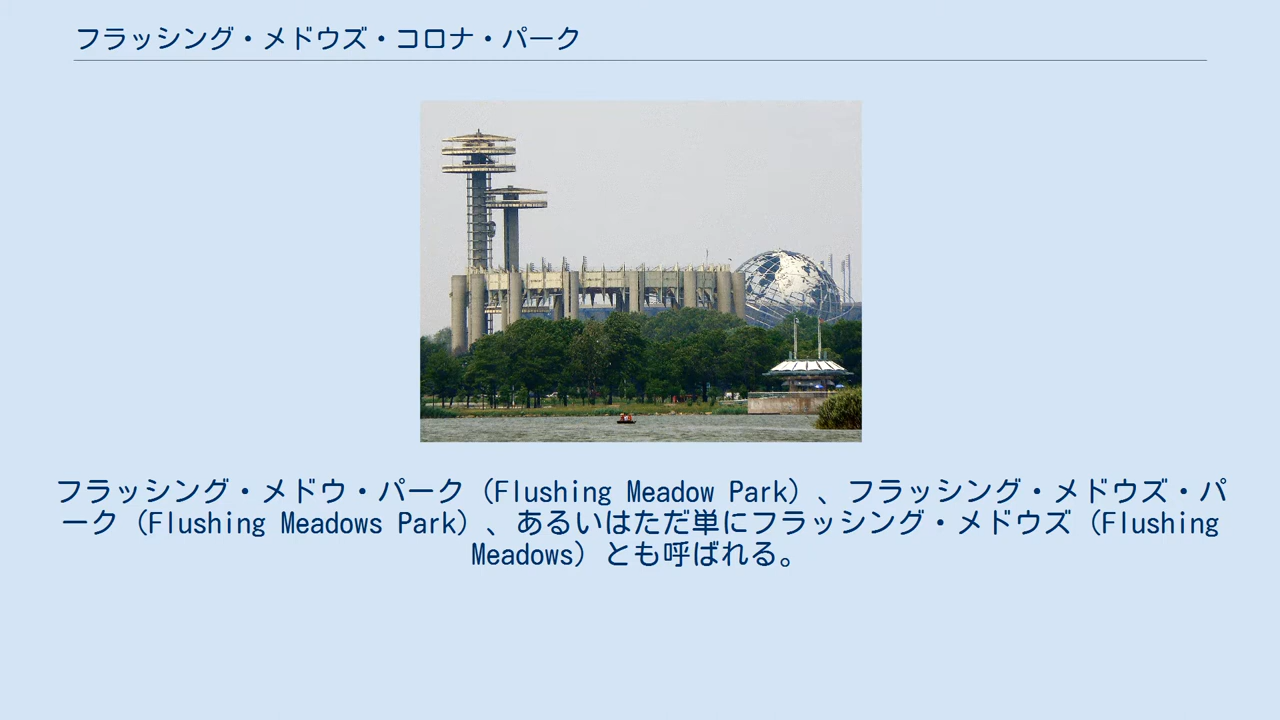 フラッシング・メドウズ・コロナ・パーク
フラッシング・メドウ・パーク（Flushing Meadow Park）、フラッシング・メドウズ・パ
ーク（Flushing Meadows Park）、あるいはただ単にフラッシング・メドウズ（Flushing
Meadows）とも呼ばれる。